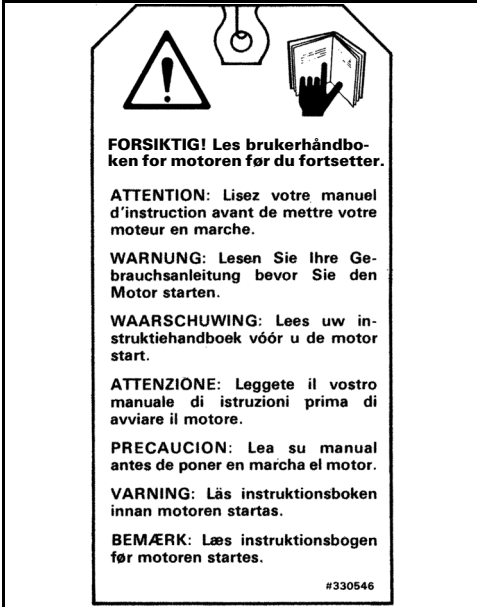 FORSIKTIG! Les brukerhåndbo-
ken for motoren før du fortsetter.
ATTENTION: Lisez votre manuel
d'instruction avant de mettre votre
moteur en marche.
WARNUNG: Lesen Sie Ihre Ge-
brauchsanleitung bevor Sie den
Motor starten.
WAARSCHUWING: Lees uw in-
struktiehandboek vóór u de motor
start.
ATTENZIONE: Leggete il vostro
manuale di istruzioni prima di
avviare il motore.
PRECAUCION: Lea su manual
antes de poner en marcha el motor.
VARNING: Läs instruktionsboken
innan motoren startas.
BEMÆRK: Læs instruktionsbogen
før motoren startes.
#330546